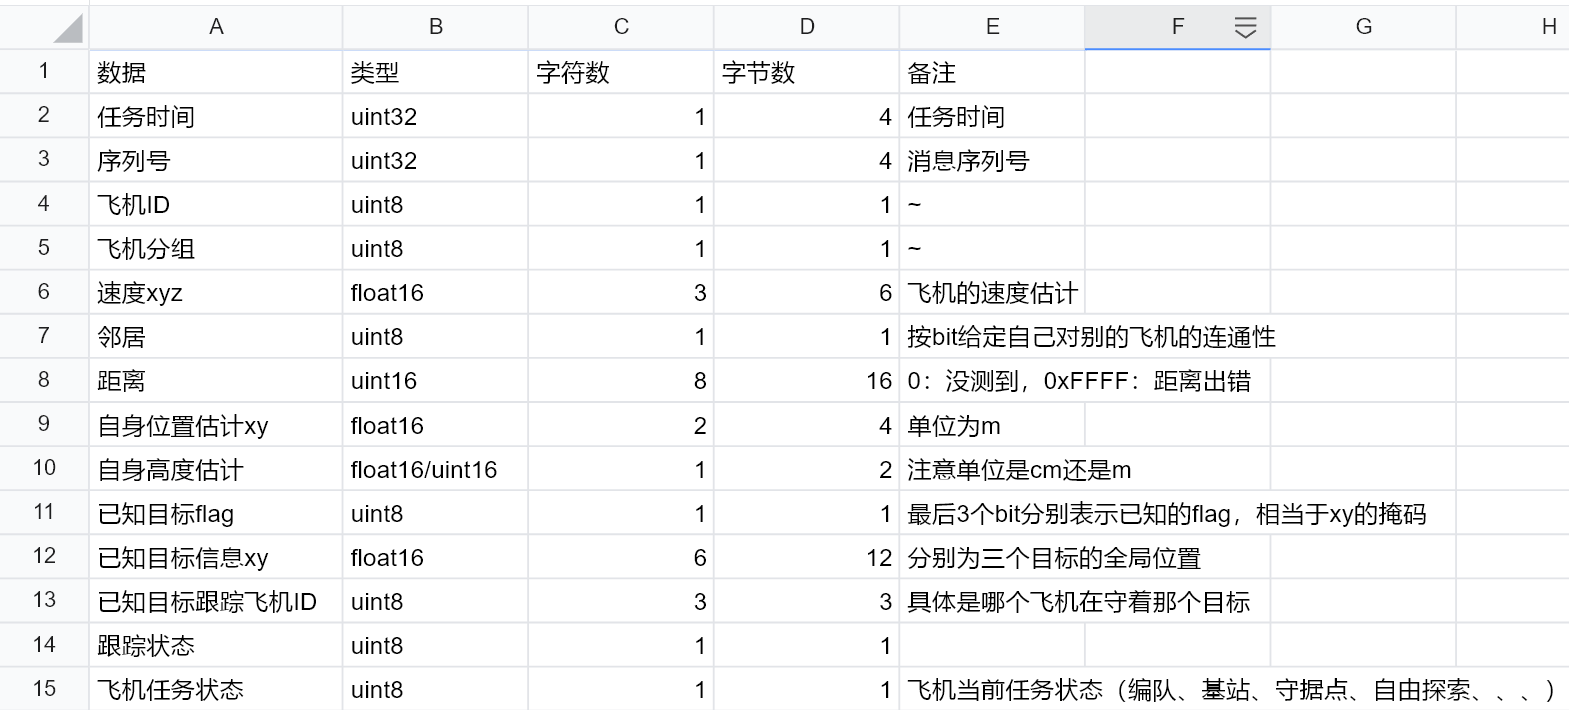 A B C D E F G H
1 数据 类型 字符数 字节数 备注
2 任务时间 uint32 1 4 任务时间
3 序列号 uint32 1 4 消息序列号
4 飞机ID uint8 1 1 ~
5 飞机分组 uint8 1 1 ~
6 速度xyz float16 3 6 飞机的速度估计
7 邻居 uint8 1 1 按bit给定自己对别的飞机的连通性
8 距离 uint16 8 16 0：没测到，0xFFFF：距离出错
9 自身位置估计xy float16 2 4 单位为m
10 自身高度估计 float16/uint16 1 2 注意单位是cm还是m
11 已知目标flag uint8 1 1 最后3个bit分别表示已知的flag，相当于xy的掩码
12 已知目标信息xy float16 6 12 分别为三个目标的全局位置
13 已知目标跟踪飞机ID uint8 3 3 具体是哪个飞机在守着那个目标
14 跟踪状态 uint8 1 1
15 飞机任务状态 uint8 1 1 飞机当前任务状态（编队、基站、守据点、自由探索、、、）